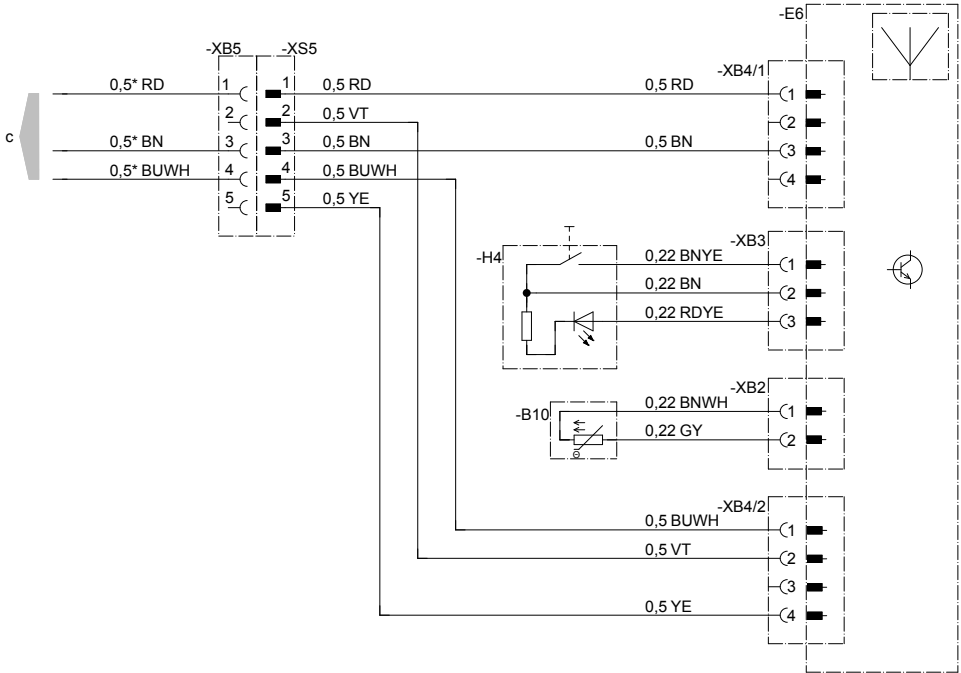 -E6
-XB5 -XS5
-XB4/1
0,5* RD 1 1 0,5 RD 0,5 RD 1
2 2 0,5 VT 2
c
0,5* BN 3 3 0,5 BN 0,5 BN 3
0,5* BUWH 4 4 0,5 BUWH 4
5 5 0,5 YE
-XB3
-H4 0,22 BNYE 1
0,22 BN 2
0,22 RDYE 3
-XB2
-B10 0,22 BNWH 1
0,22 GY 2
Θ
-XB4/2
0,5 BUWH 1
0,5 VT 2
3
0,5 YE 4